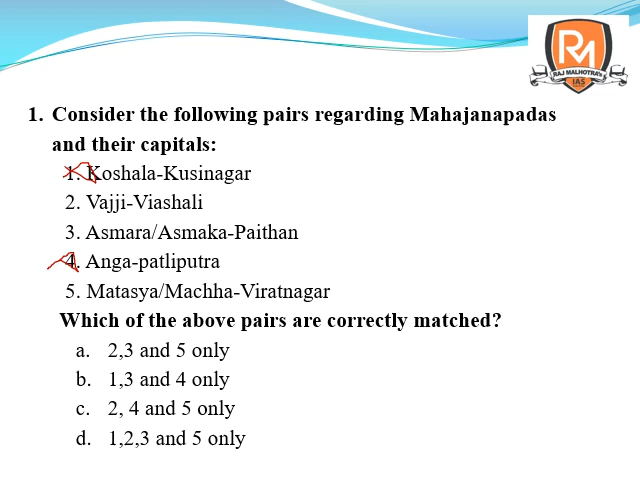 RM
RAJ MALHOTRA's
IAS
1. Consider the following pairs regarding Mahajanapadas
and their capitals:
1. Koshala-Kusinagar
2. Vajji-Viashali
3. Asmara/Asmaka-Paithan
4. Anga-patliputra
5. Matasya/Machha-Viratnagar
Which of the above pairs are correctly matched?
a. 2,3 and 5 only
b. 1,3 and 4 only
c. 2, 4 and 5 only
d. 1,2,3 and 5 only